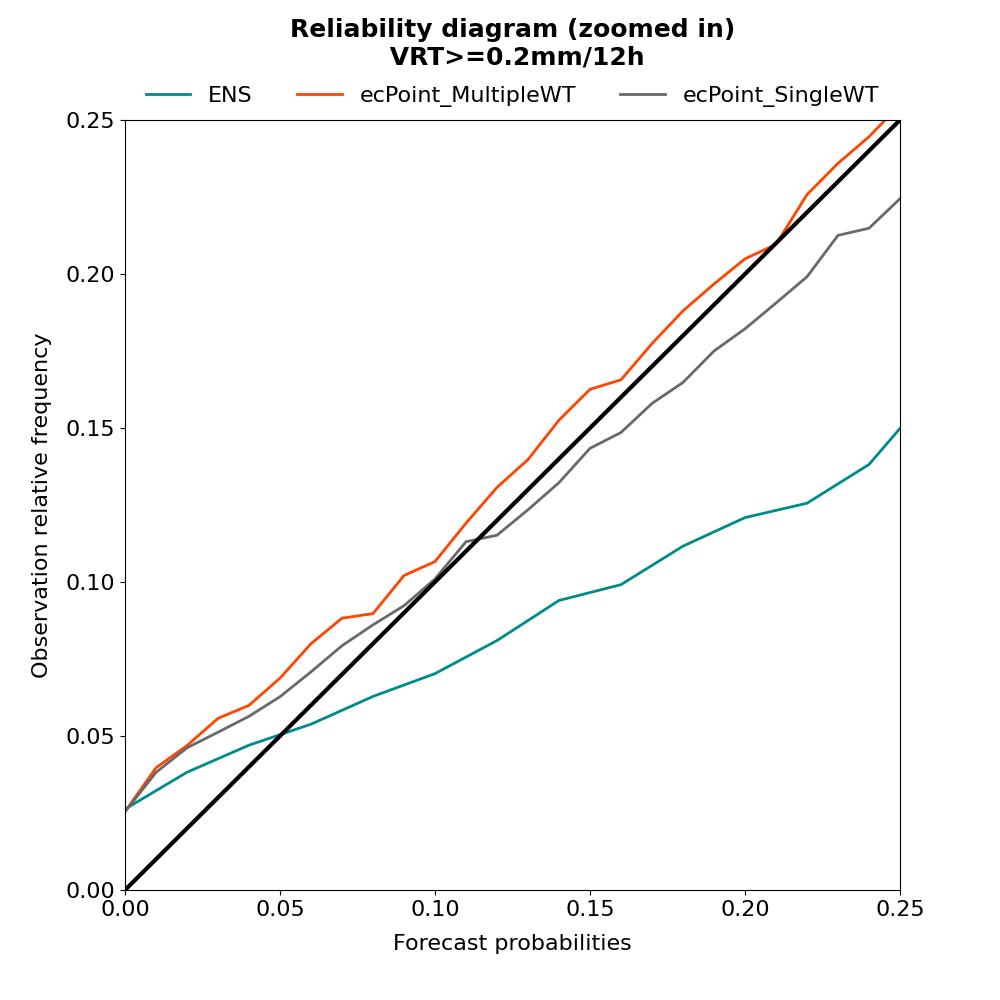 Reliability diagram (zoomed in)
VRT>=0.2mm/12h
ENS ecPoint_MultipleWT ecPoint_SingleWT
0.25
0.20
0.15
0.10
0.05
0.00
Observation relative frequency
0.00 0.05 0.10 0.15 0.20 0.25
Forecast probabilities